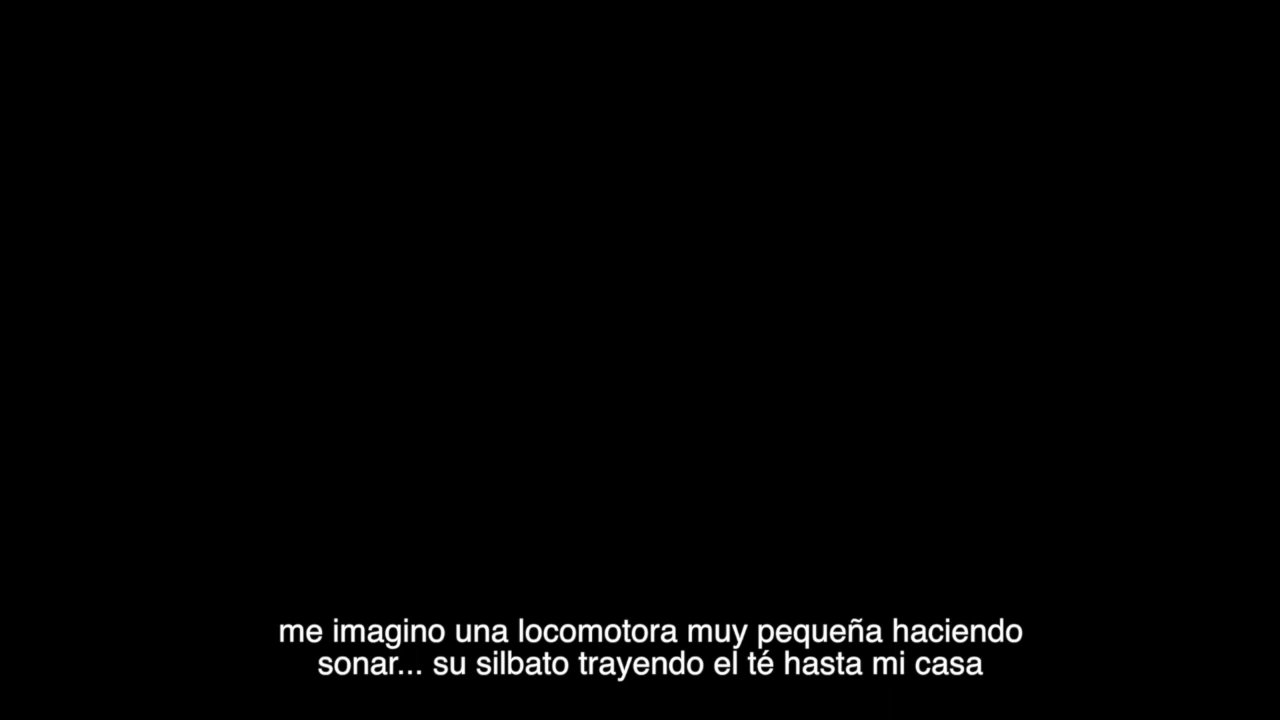 me imagino una locomotora muy pequeña haciendo
sonar... su silbato trayendo el té hasta mi casa